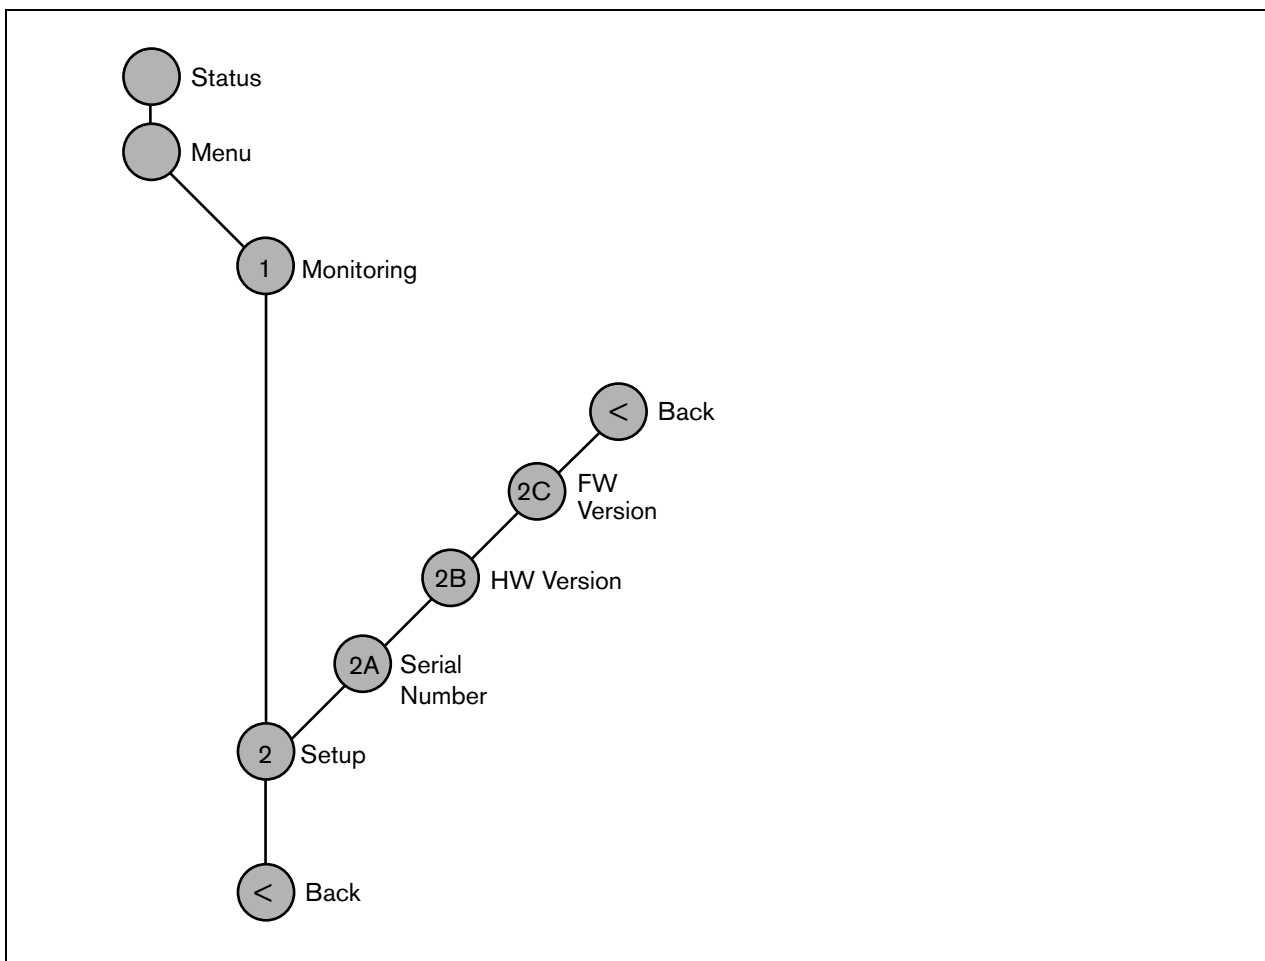 Status
Menu
1 Monitoring
< Back
2C FW
Version
2B HW Version
2A Serial
Number
2 Setup
< Back